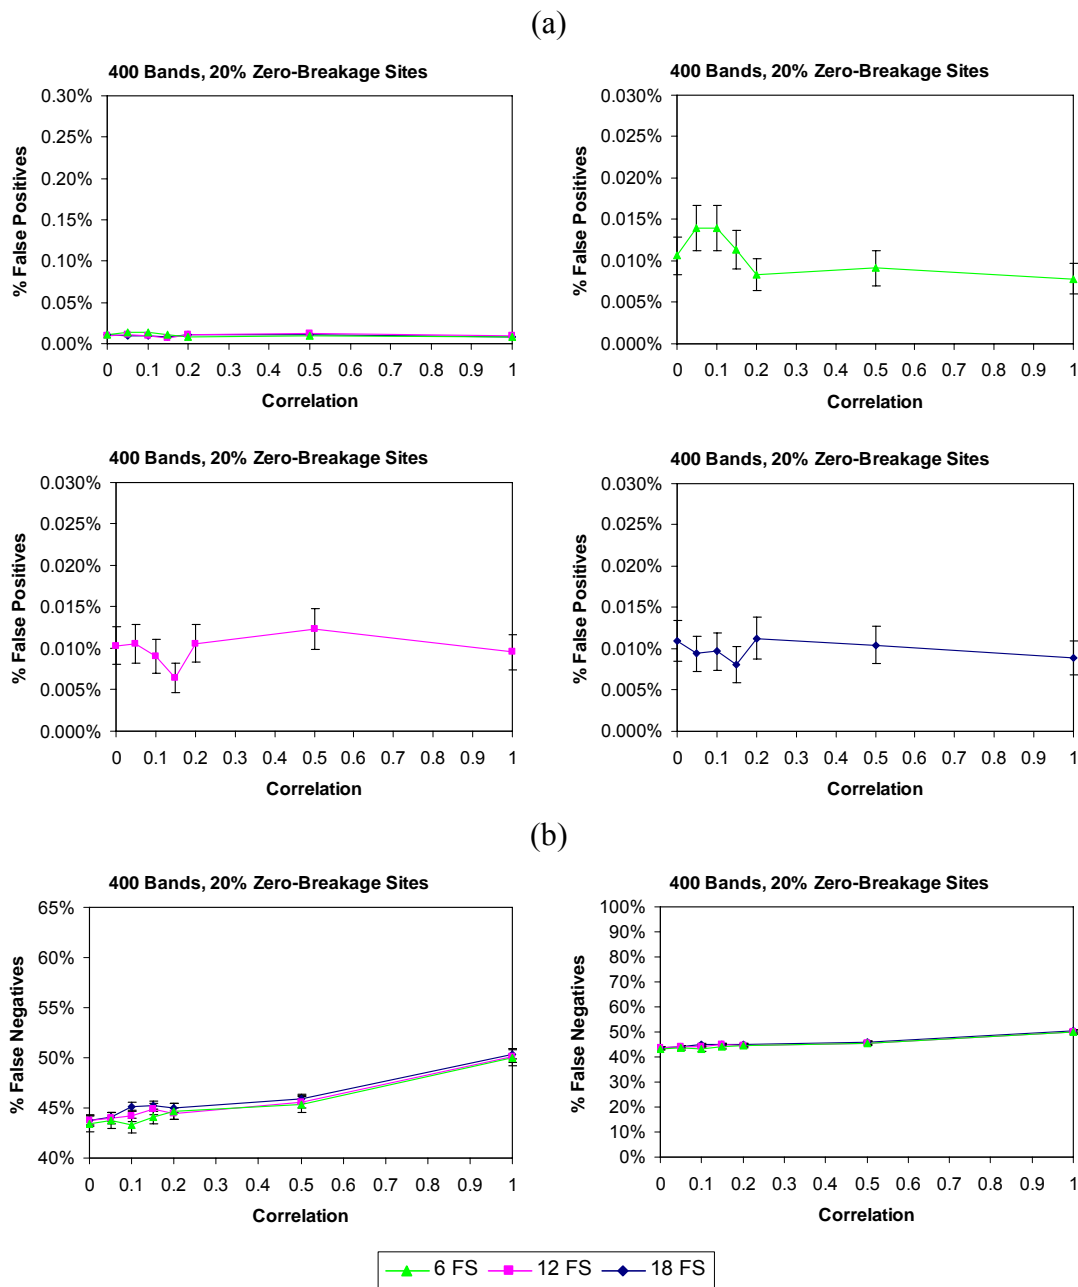 (a)
400 Bands, 20% Zero-Breakage Sites
% False Positives
0.30%
0.25%
0.20%
0.15%
0.10%
0.05%
0.00%
0 0.1 0.2 0.3 0.4 0.5 0.6 0.7 0.8 0.9 1
Correlation
400 Bands, 20% Zero-Breakage Sites
% False Positives
0.030%
0.025%
0.020%
0.015%
0.010%
0.005%
0.000%
0 0.1 0.2 0.3 0.4 0.5 0.6 0.7 0.8 0.9 1
Correlation
400 Bands, 20% Zero-Breakage Sites
% False Positives
0.030%
0.025%
0.020%
0.015%
0.010%
0.005%
0.000%
0 0.1 0.2 0.3 0.4 0.5 0.6 0.7 0.8 0.9 1
Correlation
400 Bands, 20% Zero-Breakage Sites
% False Positives
0.030%
0.025%
0.020%
0.015%
0.010%
0.005%
0.000%
0 0.1 0.2 0.3 0.4 0.5 0.6 0.7 0.8 0.9 1
Correlation
(b)
400 Bands, 20% Zero-Breakage Sites
% False Negatives
65%
60%
55%
50%
45%
40%
0 0.1 0.2 0.3 0.4 0.5 0.6 0.7 0.8 0.9 1
Correlation
400 Bands, 20% Zero-Breakage Sites
% False Negatives
100%
90%
80%
70%
60%
50%
40%
30%
20%
10%
0%
0 0.1 0.2 0.3 0.4 0.5 0.6 0.7 0.8 0.9 1
Correlation
6 FS 12 FS 18 FS